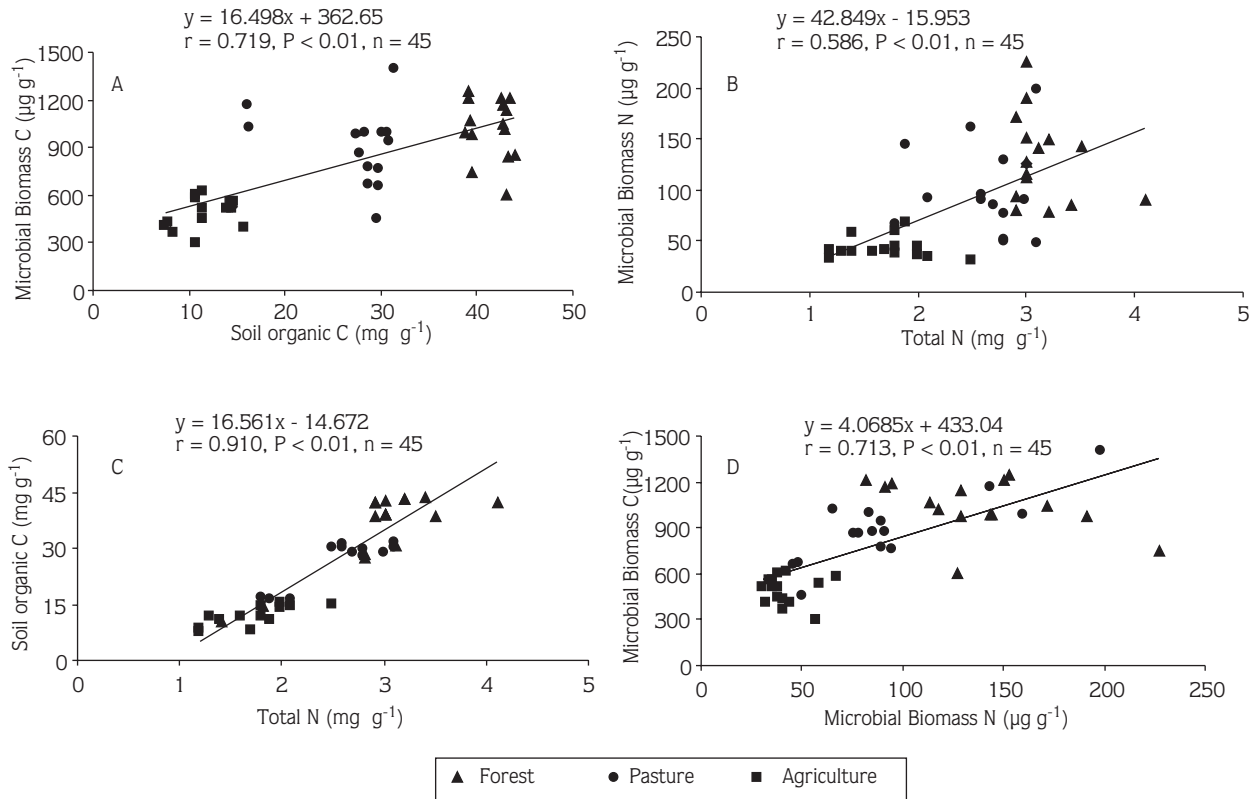 y = 16.498x + 362.65
r = 0.719, P < 0.01, n = 45
A
1500
1200
900
600
300
0
0 10 20 30 40 50
Microbial Biomass C (µg g-1)
Soil organic C (mg g-1)
y = 42.849x - 15.953
r = 0.586, P < 0.01, n = 45
B
250
200
150
100
50
0
0 1 2 3 4 5
Microbial Biomass N (µg g-1)
Total N (mg g-1)
y = 16.561x - 14.672
r = 0.910, P < 0.01, n = 45
C
60
45
30
15
0
0 1 2 3 4 5
Soil organic C (mg g-1)
Total N (mg g-1)
y = 4.0685x + 433.04
r = 0.713, P < 0.01, n = 45
D
1500
1200
900
600
300
0
0 50 100 150 200 250
Microbial Biomass C(µg g-1)
Microbial Biomass N (µg g-1)
Forest Pasture Agriculture